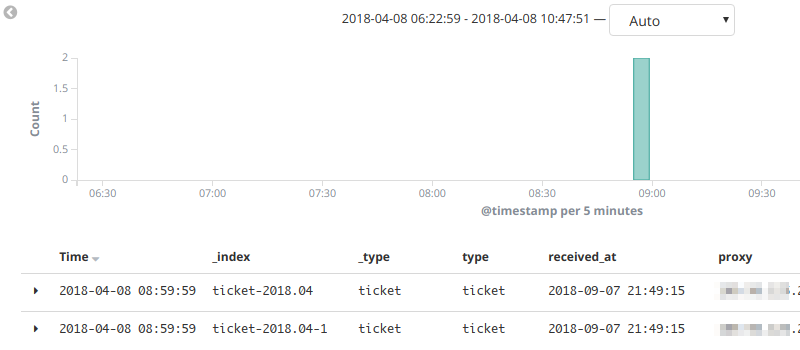 2018-04-08 06:22:59 - 2018-04-08 10:47:51 — Auto
2
1.5
1
0.5
0
Count
06:30 07:00 07:30 08:00 08:30 09:00 09:30
@timestamp per 5 minutes
Time _index _type type received_at proxy
2018-04-08 08:59:59 ticket-2018.04 ticket ticket 2018-09-07 21:49:15
2018-04-08 08:59:59 ticket-2018.04-1 ticket ticket 2018-09-07 21:49:15